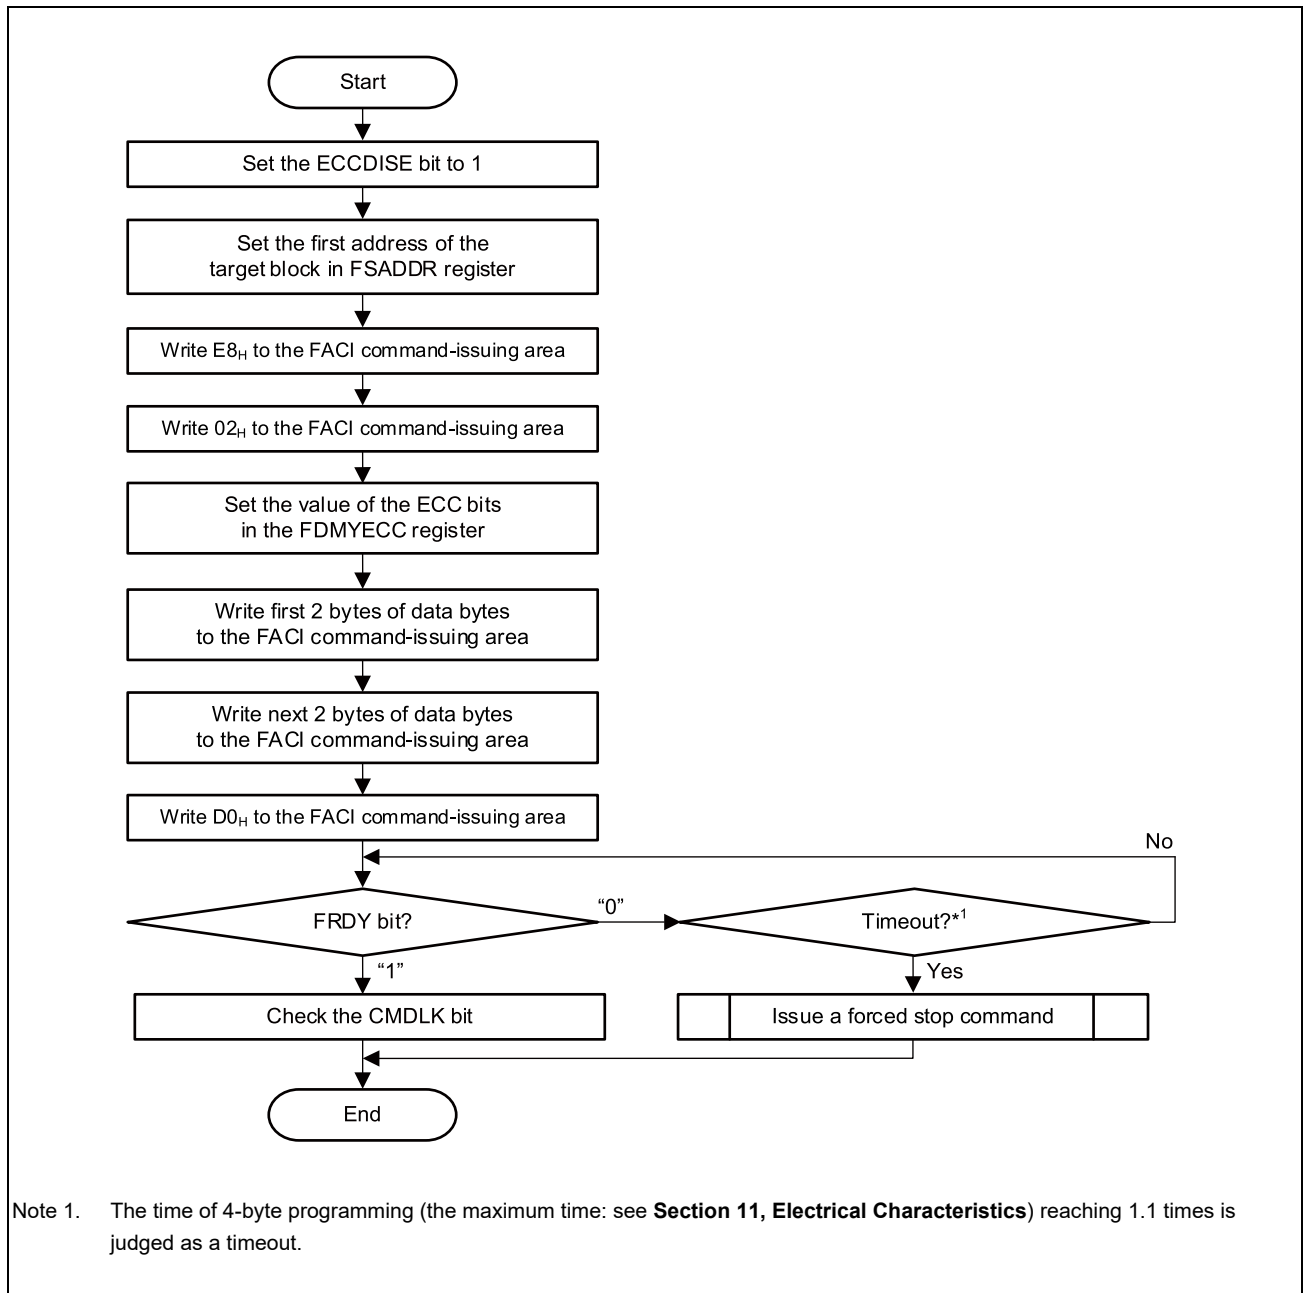 Start
Set the ECCDISE bit to 1
Set the first address of the
target block in FSADDR register
Write E8H to the FACI command-issuing area
Write 02H to the FACI command-issuing area
Set the value of the ECC bits
in the FDMYECC register
Write first 2 bytes of data bytes
to the FACI command-issuing area
Write next 2 bytes of data bytes
to the FACI command-issuing area
Write D0H to the FACI command-issuing area
No
FRDY bit?
“0”
Timeout?*1
“1”
Yes
Check the CMDLK bit
Issue a forced stop command
End
Note 1. The time of 4-byte programming (the maximum time: see Section 11, Electrical Characteristics) reaching 1.1 times is
judged as a timeout.